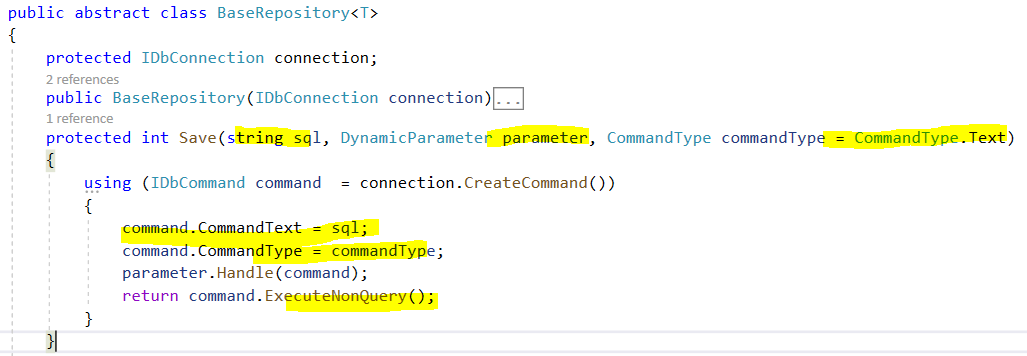 public abstract class BaseRepository<T>
{
protected IDbConnection connection;
2 references
public BaseRepository(IDbConnection connection)...
1 reference
protected int Save(string sql, DynamicParameter parameter, CommandType commandType = CommandType.Text)
{
using (IDbCommand command  = connection.CreateCommand())
{
command.CommandText = sql;
command.CommandType = commandType;
parameter.Handle(command);
return command.ExecuteNonQuery();
}
}